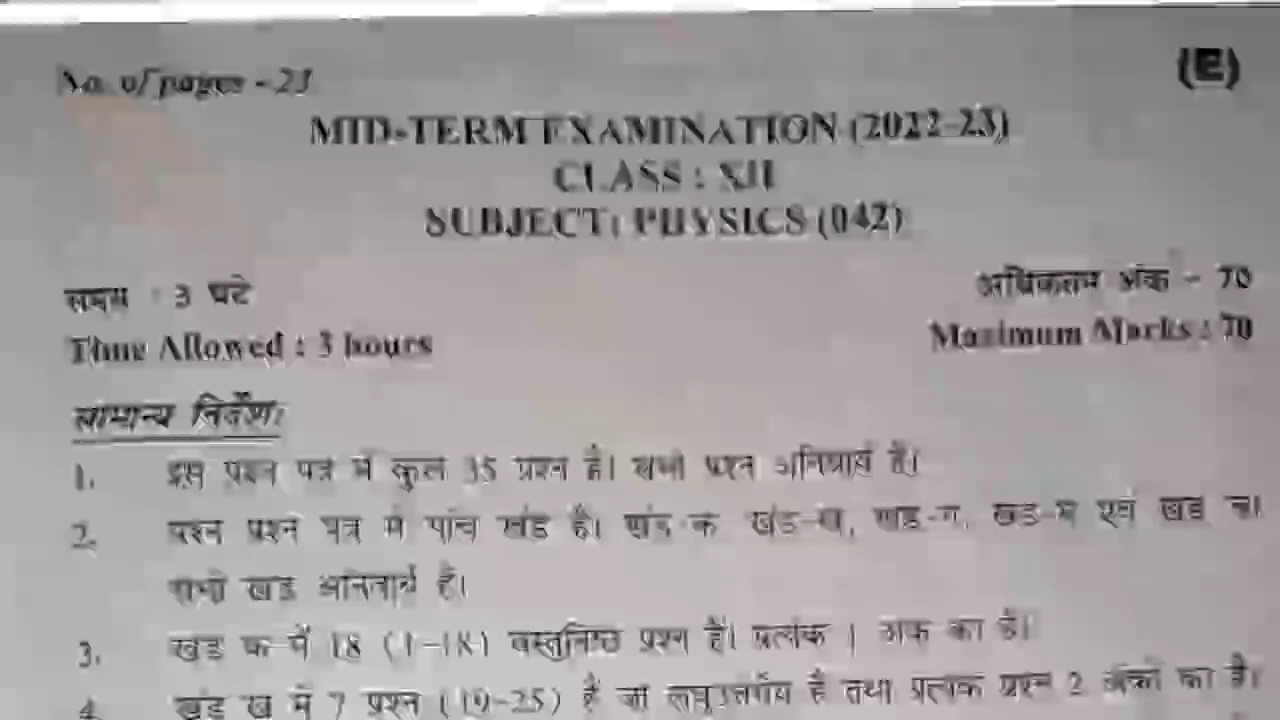 No. of pages - 23
(E)
MID-TERM EXAMINATION (2022-23)
CLASS : XII
SUBJECT: PHYSICS (042)
समय : 3 घंटे
अधिकतम अंक - 70
Time Allowed : 3 hours
Maximum Marks : 70
सामान्य निर्देशः
1. इस प्रश्न पत्र में कुल 35 प्रश्न हैं। सभी प्रश्न अनिवार्य हैं।
2. प्रश्न पत्र में पांच खंड हैं। खंड-क खंड-ख, खंड-ग, एवं खंड
सभी खंड अनिवार्य हैं।
3. खंड क में 18 (1-18) वस्तुनिष्ठ प्रश्न हैं। प्रत्येक 1 अंक का है।
4. खंड ख में 7 प्रश्न (19-25) हैं जो लघुउत्तरीय हैं तथा प्रत्येक प्रश्न 2 अंकों का है।